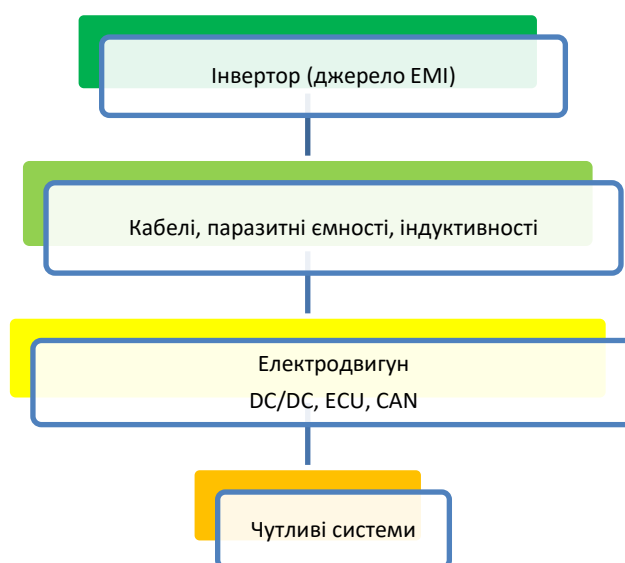 Інвертор (джерело EMI)
Кабелі, паразитні ємності, індуктивності
Електродвигун
DC/DC, ECU, CAN
Чутливі системи